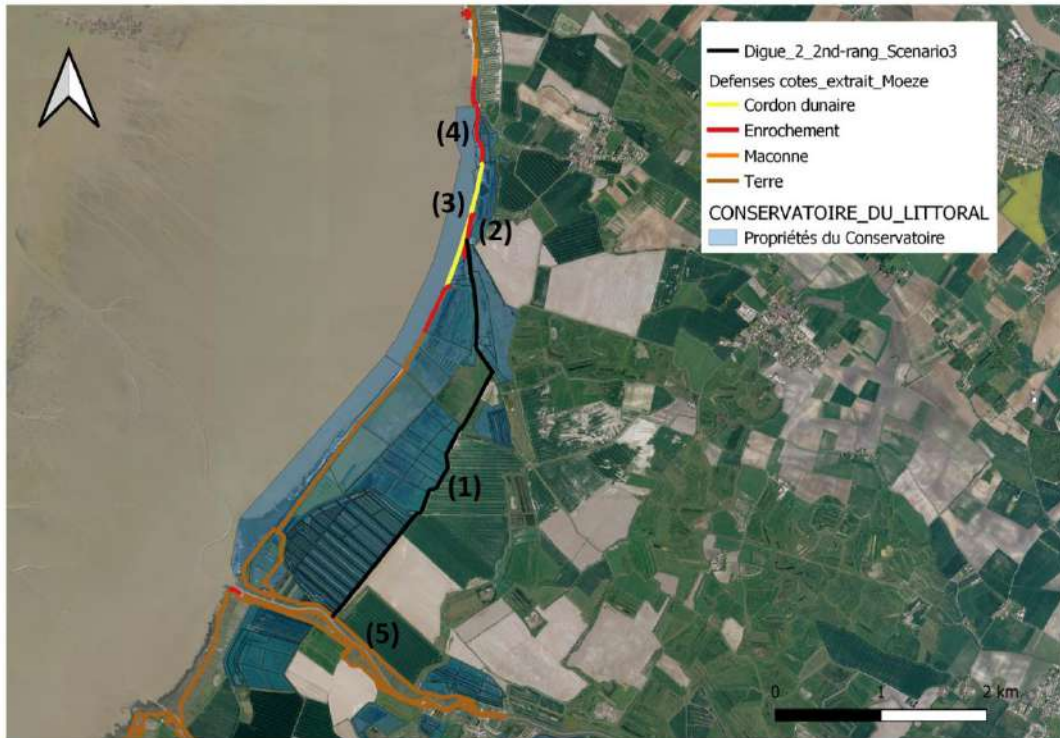 Digue_2_2nd-rang_Scenario3
Defenses cotes_extrait_Moeze
Cordon dunaire
Enrochement
Maconne
Terre
CONSERVATOIRE_DU_LITTORAL
Propriétés du Conservatoire
(4)
(3)
(2)
(1)
(5)
0 1 2 km